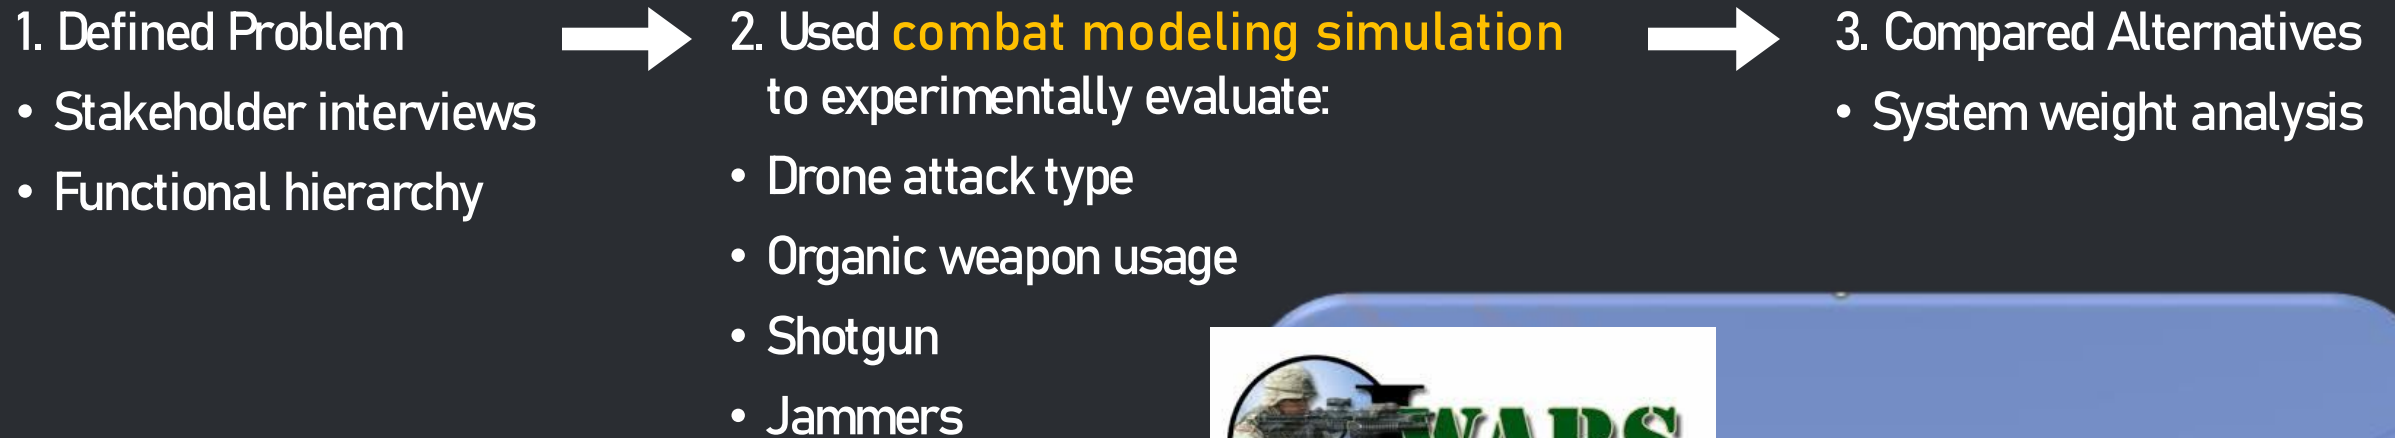 1. Defined Problem
• Stakeholder interviews
• Functional hierarchy
2. Used combat modeling simulation
to experimentally evaluate:
• Drone attack type
• Organic weapon usage
• Shotgun
• Jammers
3. Compared Alternatives
• System weight analysis
IWARS